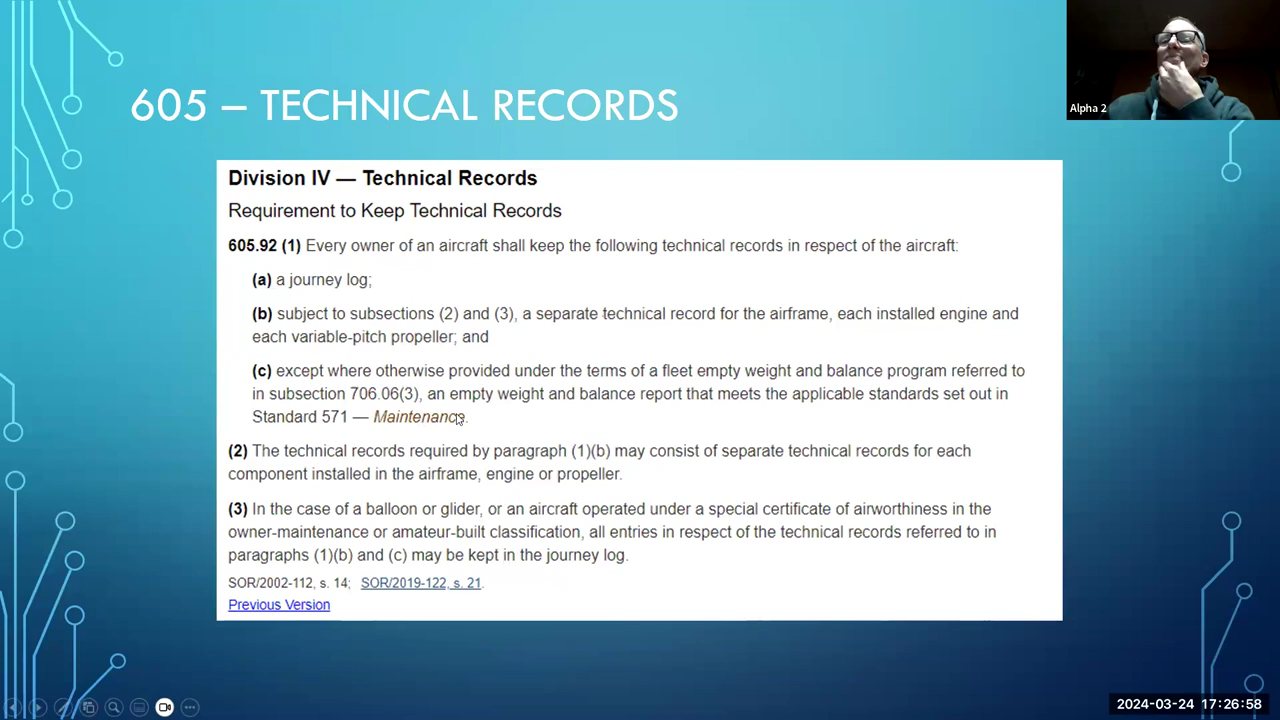 Alpha 2
605 – TECHNICAL RECORDS
Division IV — Technical Records
Requirement to Keep Technical Records
605.92 (1) Every owner of an aircraft shall keep the following technical records in respect of the aircraft:
(a) a journey log;
(b) subject to subsections (2) and (3), a separate technical record for the airframe, each installed engine and
each variable-pitch propeller; and
(c) except where otherwise provided under the terms of a fleet empty weight and balance program referred to
in subsection 706.06(3), an empty weight and balance report that meets the applicable standards set out in
Standard 571 — Maintenance.
(2) The technical records required by paragraph (1)(b) may consist of separate technical records for each
component installed in the airframe, engine or propeller.
(3) In the case of a balloon or glider, or an aircraft operated under a special certificate of airworthiness in the
owner-maintenance or amateur-built classification, all entries in respect of the technical records referred to in
paragraphs (1)(b) and (c) may be kept in the journey log.
SOR/2002-112, s. 14; SOR/2019-122, s. 21.
Previous Version
2024-03-24 17:26:58